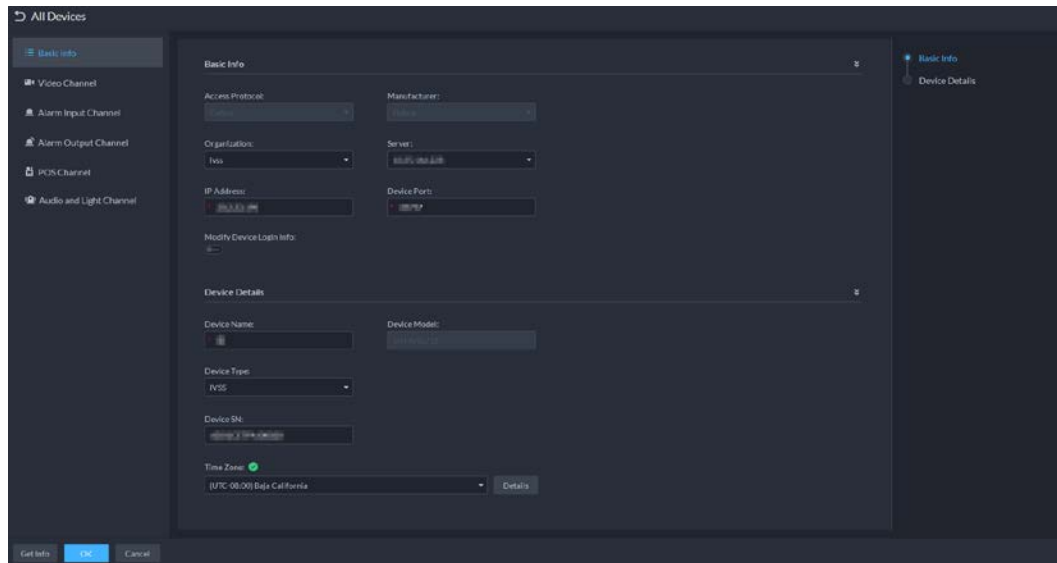 All Devices
Basic Info
Video Channel
Alarm Input Channel
Alarm Output Channel
POS Channel
Audio and Light Channel
Basic Info
Access Protocol: Manufacturer:
Organization: Server:
Ivss
IP Address: Device Port:
Modify Device Login Info:
Device Details
Device Name: Device Model:
Device Type:
IVSS
Device SN:
Time Zone:
(UTC-08:00) Baja California Details
Basic Info
Device Details
Get Info OK Cancel